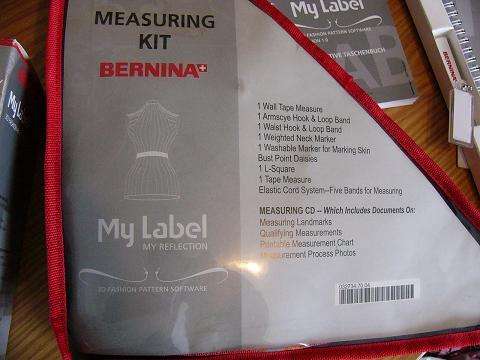 MEASURING
KIT
BERNINA
My Label
MY REFLECTION
3D FASHION PATTERN SOFTWARE
1 Wall Tape Measure
1 Armscye Hook & Loop Band
1 Waist Hook & Loop Band
1 Weighted Neck Marker
1 Washable Marker for Marking Skin
Bust Point Daisies
1 L-Square
1 Tape Measure
Elastic Cord System–Five Bands for Measuring
MEASURING CD – Which Includes Documents On:
Measuring Landmarks
Qualifying Measurements
Printable Measurement Chart
Measurement Process Photos
My Label
FASHION PATTERN SOFTWARE
TASCHENBUCH
BERNINA
My